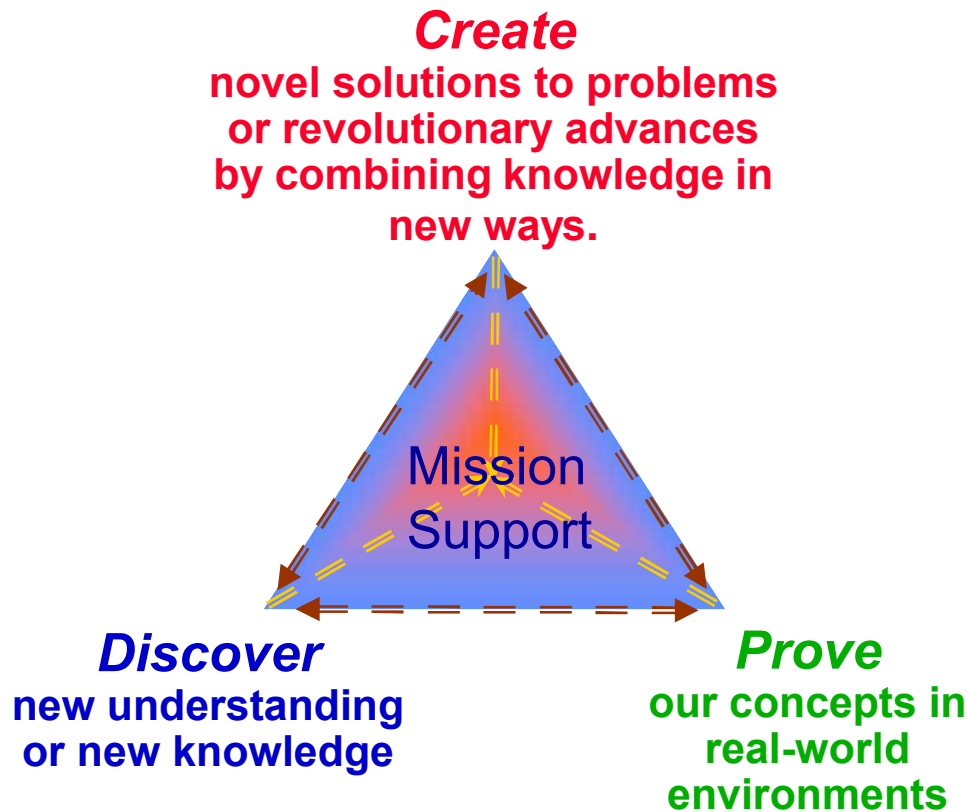 Create
novel solutions to problems
or revolutionary advances
by combining knowledge in
new ways.
Mission
Support
Discover
new understanding
or new knowledge
Prove
our concepts in
real-world
environments